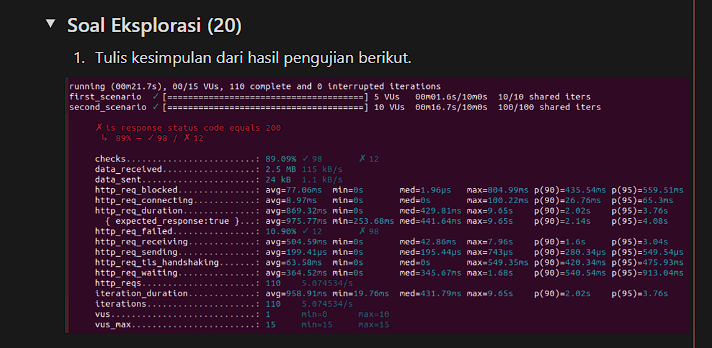 ▼ Soal Eksplorasi (20)
1. Tulis kesimpulan dari hasil pengujian berikut.
running (00m21.7s), 00/15 VUs, 110 complete and 0 interrupted iterations
first_scenario ✓ [======================================] 5 VUs 00m01.6s/10m0s 10/10 shared iters
second_scenario ✓ [======================================] 10 VUs 00m16.7s/10m0s 100/100 shared iters
✗ is response status code equals 200
↳ 89% — ✓ 98 / ✗ 12
checks.........................: 89.09% ✓ 98 ✗ 12
data_received..................: 2.5 MB 115 kB/s
data_sent......................: 24 kB 1.1 kB/s
http_req_blocked...............: avg=77.06ms min=0s med=1.96µs max=804.99ms p(90)=435.54ms p(95)=559.51ms
http_req_connecting............: avg=8.97ms min=0s med=0s max=100.22ms p(90)=26.76ms p(95)=65.3ms
http_req_duration..............: avg=869.32ms min=0s med=429.81ms max=9.65s p(90)=2.02s p(95)=3.76s
{ expected_response:true }...: avg=975.77ms min=253.68ms med=441.64ms max=9.65s p(90)=2.14s p(95)=4.08s
http_req_failed................: 10.90% ✓ 12 ✗ 98
http_req_receiving.............: avg=504.59ms min=0s med=42.86ms max=7.96s p(90)=1.6s p(95)=3.04s
http_req_sending...............: avg=199.41µs min=0s med=195.44µs max=743µs p(90)=280.34µs p(95)=549.54µs
http_req_tls_handshaking.......: avg=63.58ms min=0s med=0s max=549.35ms p(90)=420.34ms p(95)=475.93ms
http_req_waiting...............: avg=364.52ms min=0s med=345.67ms max=1.68s p(90)=540.54ms p(95)=913.04ms
http_reqs......................: 110 5.074534/s
iteration_duration.............: avg=958.91ms min=19.76ms med=431.79ms max=9.65s p(90)=2.02s p(95)=3.76s
iterations.....................: 110 5.074534/s
vus............................: 1 min=0 max=10
vus_max........................: 15 min=15 max=15